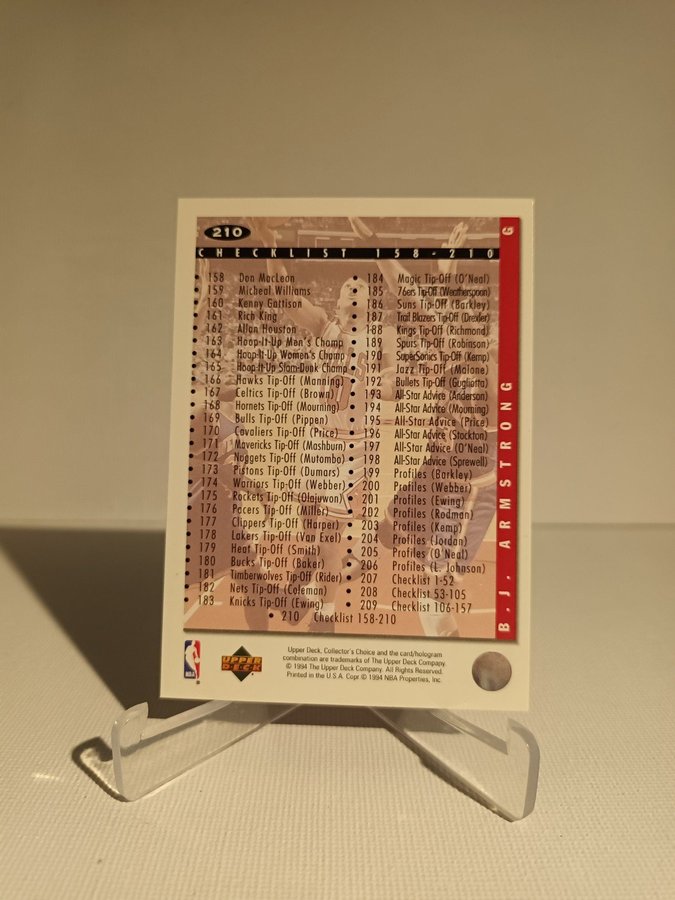 210
CHECKLIST 158-210
158 Don MacLean
159 Micheal Williams
160 Kenny Gattison
161 Rich King
162 Allan Houston
163 Hoop-It-Up Men's Champ
164 Hoop-It-Up Women's Champ
165 Hoop-It-Up Slam-Dunk Champ
166 Hawks Tip-Off (Manning)
167 Celtics Tip-Off (Brown)
168 Hornets Tip-Off (Mourning)
169 Bulls Tip-Off (Pippen)
170 Cavaliers Tip-Off (Price)
171 Mavericks Tip-Off (Mashburn)
172 Nuggets Tip-Off (Mutombo)
173 Pistons Tip-Off (Dumars)
174 Warriors Tip-Off (Webber)
175 Rockets Tip-Off (Olajuwon)
176 Pacers Tip-Off (Miller)
177 Clippers Tip-Off (Harper)
178 Lakers Tip-Off (Van Exel)
179 Heat Tip-Off (Smith)
180 Bucks Tip-Off (Baker)
181 Timberwolves Tip-Off (Rider)
182 Nets Tip-Off (Coleman)
183 Knicks Tip-Off (Ewing)
184 Magic Tip-Off (O'Neal)
185 76ers Tip-Off (Weatherspoon)
186 Suns Tip-Off (Barkley)
187 Trail Blazers Tip-Off (Drexler)
188 Kings Tip-Off (Richmond)
189 Spurs Tip-Off (Robinson)
190 SuperSonics Tip-Off (Kemp)
191 Jazz Tip-Off (Malone)
192 Bullets Tip-Off (Gugliotta)
193 All-Star Advice (Anderson)
194 All-Star Advice (Mourning)
195 All-Star Advice (Price)
196 All-Star Advice (Stockton)
197 All-Star Advice (O'Neal)
198 All-Star Advice (Sprewell)
199 Profiles (Barkley)
200 Profiles (Webber)
201 Profiles (Ewing)
202 Profiles (Rodman)
203 Profiles (Kemp)
204 Profiles (Jordan)
205 Profiles (O'Neal)
206 Profiles (L. Johnson)
207 Checklist 1-52
208 Checklist 53-105
209 Checklist 106-157
210 Checklist 158-210
B.J. ARMSTRONG G
NBA
UPPER DECK
Upper Deck, Collector's Choice and the card/hologram
combination are trademarks of The Upper Deck Company.
© 1994 The Upper Deck Company. All Rights Reserved.
Printed in the U.S.A. Copr © 1994 NBA Properties, Inc.